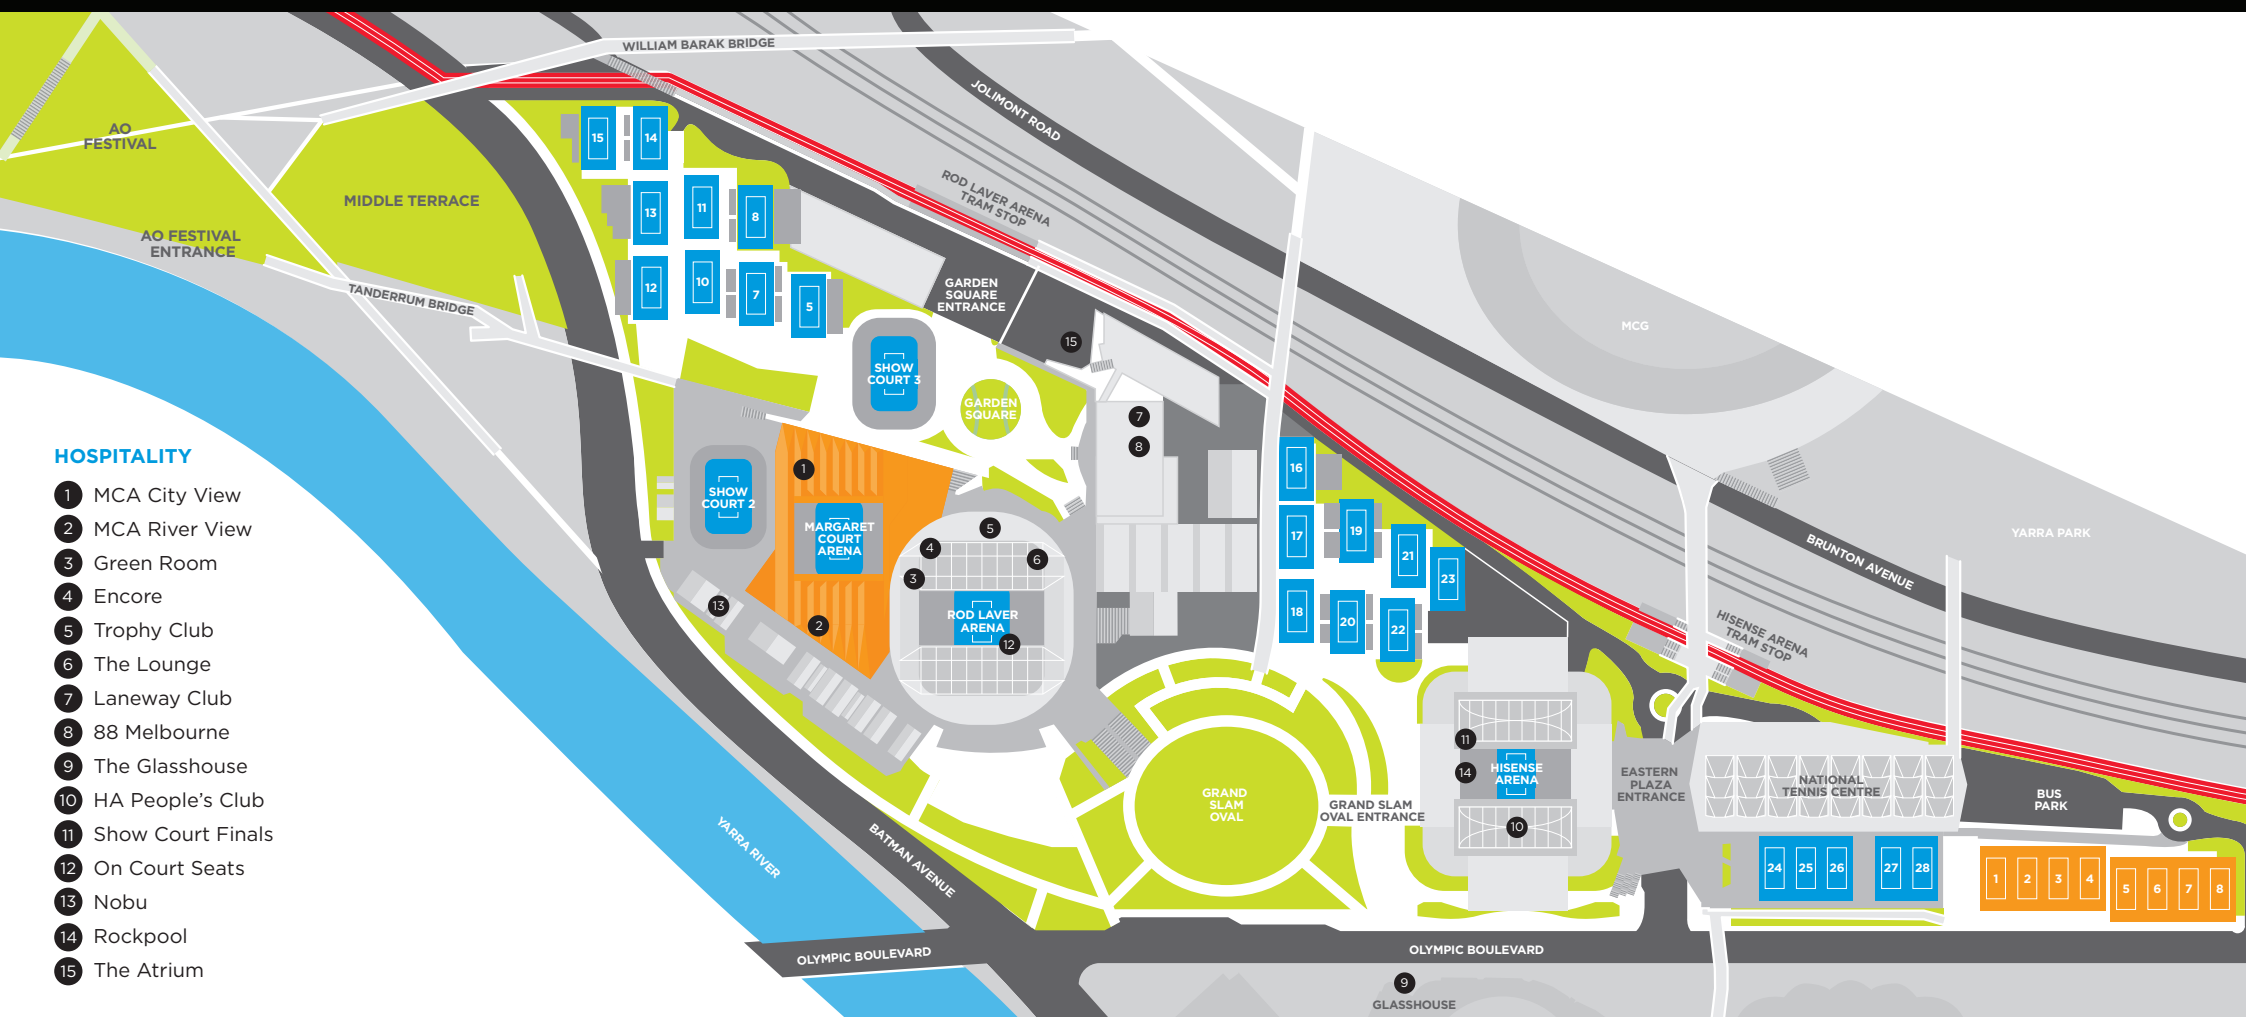 WILLIAM BARAK BRIDGE
JOLIMONT ROAD
AO
FESTIVAL
MIDDLE TERRACE
AO FESTIVAL
ENTRANCE
TANDERRUM BRIDGE
ROD LAVER ARENA
TRAM STOP
GARDEN
SQUARE
ENTRANCE
15
14
13
11
8
12
10
7
5
15
MCG
SHOW
COURT 3
GARDEN
SQUARE
7
8
HOSPITALITY
1 MCA City View
2 MCA River View
3 Green Room
4 Encore
5 Trophy Club
6 The Lounge
7 Laneway Club
8 88 Melbourne
9 The Glasshouse
10 HA People's Club
11 Show Court Finals
12 On Court Seats
13 Nobu
14 Rockpool
15 The Atrium
1
SHOW
COURT 2
MARGARET
COURT
ARENA
5
4
6
3
ROD LAVER
ARENA
12
13
2
16
17
19
21
23
18
20
22
YARRA PARK
BRUNTON AVENUE
HISENSE ARENA
TRAM STOP
11
14
HISENSE
ARENA
10
EASTERN
PLAZA
ENTRANCE
NATIONAL
TENNIS CENTRE
BUS
PARK
GRAND
SLAM
OVAL
GRAND SLAM
OVAL ENTRANCE
YARRA RIVER
BATMAN AVENUE
24
25
26
27
28
1
2
3
4
5
6
7
8
OLYMPIC BOULEVARD
OLYMPIC BOULEVARD
9
GLASSHOUSE